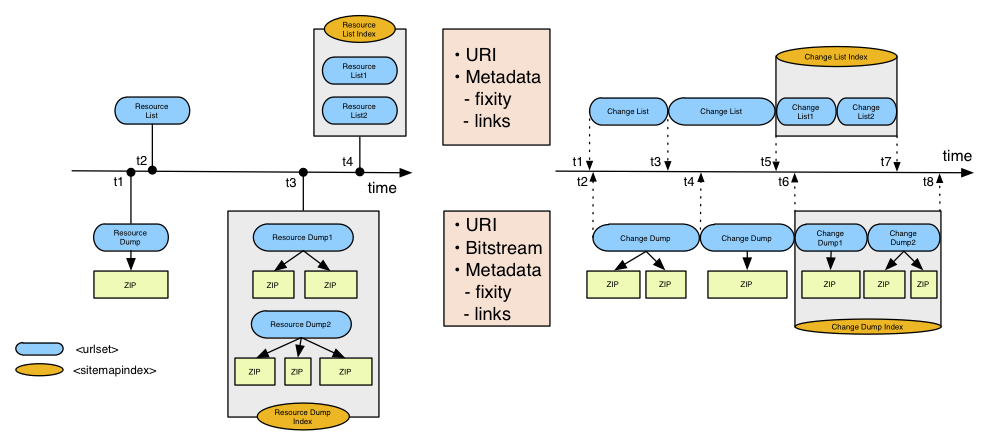 Resource
List Index
Resource
List1
Resource
List
Resource
List2
t2
t4
t1
t3
time
Resource
Dump
ZIP
Resource Dump1
ZIP
ZIP
Resource Dump2
ZIP
ZIP
ZIP
Resource Dump
Index
<urlset>
<sitemapindex>
• URI
• Metadata
- fixity
- links
• URI
• Bitstream
• Metadata
- fixity
- links
Change List Index
Change List
Change List
Change
List1
Change
List2
t1
t3
t5
t7
time
t2
t4
t6
t8
Change Dump
Change Dump
Change
Dump1
Change
Dump2
ZIP
ZIP
ZIP
ZIP
ZIP
ZIP
Change Dump Index